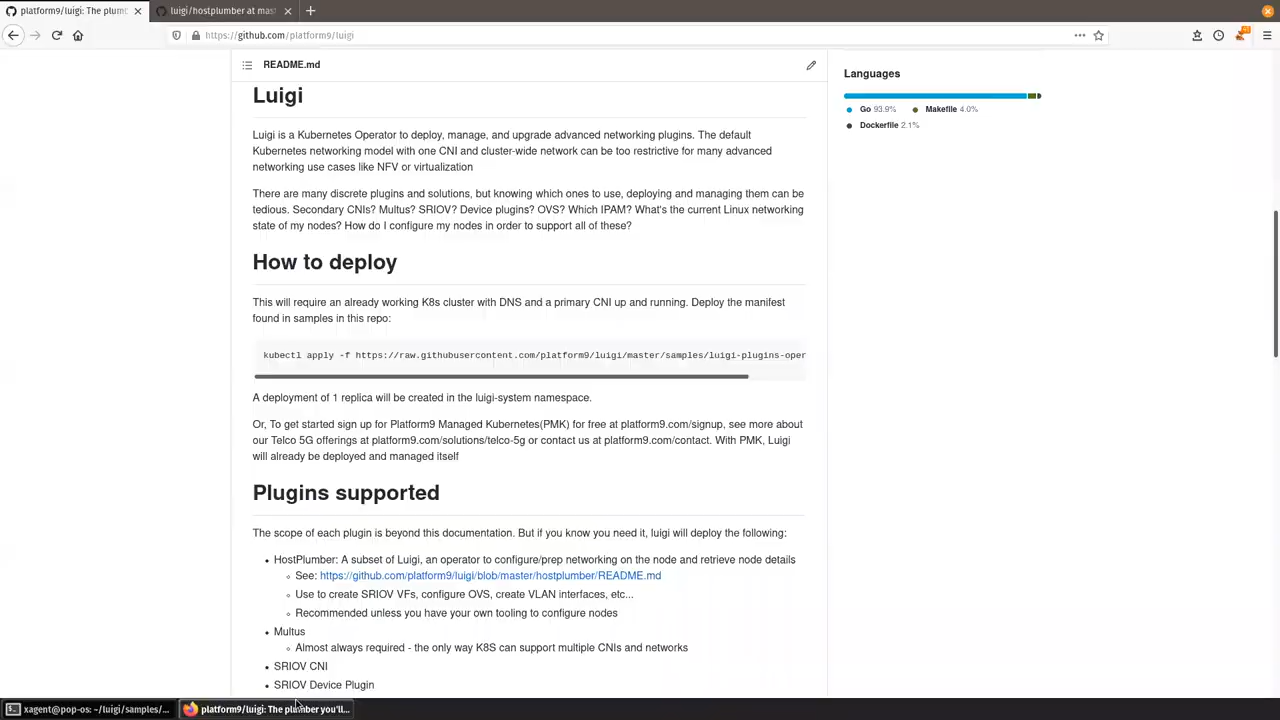 platform9/luigi: The plumb
luigi/hostplumber at mas
https://github.com/platform9/luigi
README.md
Luigi
Luigi is a Kubernetes Operator to deploy, manage, and upgrade advanced networking plugins. The default
Kubernetes networking model with one CNI and cluster-wide network can be too restrictive for many advanced
networking use cases like NFV or virtualization
There are many discrete plugins and solutions, but knowing which ones to use, deploying and managing them can be
tedious. Secondary CNIs? Multus? SRIOV? Device plugins? OVS? Which IPAM? What's the current Linux networking
state of my nodes? How do I configure my nodes in order to support all of these?
How to deploy
This will require an already working K8s cluster with DNS and a primary CNI up and running. Deploy the manifest
found in samples in this repo:
kubectl apply -f https://raw.githubusercontent.com/platform9/luigi/master/samples/luigi-plugins-oper
A deployment of 1 replica will be created in the luigi-system namespace.
Or, To get started sign up for Platform9 Managed Kubernetes(PMK) for free at platform9.com/signup, see more about
our Telco 5G offerings at platform9.com/solutions/telco-5g or contact us at platform9.com/contact. With PMK, Luigi
will already be deployed and managed itself
Plugins supported
The scope of each plugin is beyond this documentation. But if you know you need it, luigi will deploy the following:
• HostPlumber: A subset of Luigi, an operator to configure/prep networking on the node and retrieve node details
◦ See: https://github.com/platform9/luigi/blob/master/hostplumber/README.md
◦ Use to create SRIOV VFs, configure OVS, create VLAN interfaces, etc...
◦ Recommended unless you have your own tooling to configure nodes
• Multus
◦ Almost always required - the only way K8S can support multiple CNIs and networks
• SRIOV CNI
• SRIOV Device Plugin
Languages
Go 93.9%
Makefile 4.0%
Dockerfile 2.1%
xagent@pop-os: ~/luigi/samples/...
platform9/luigi: The plumber you'll...